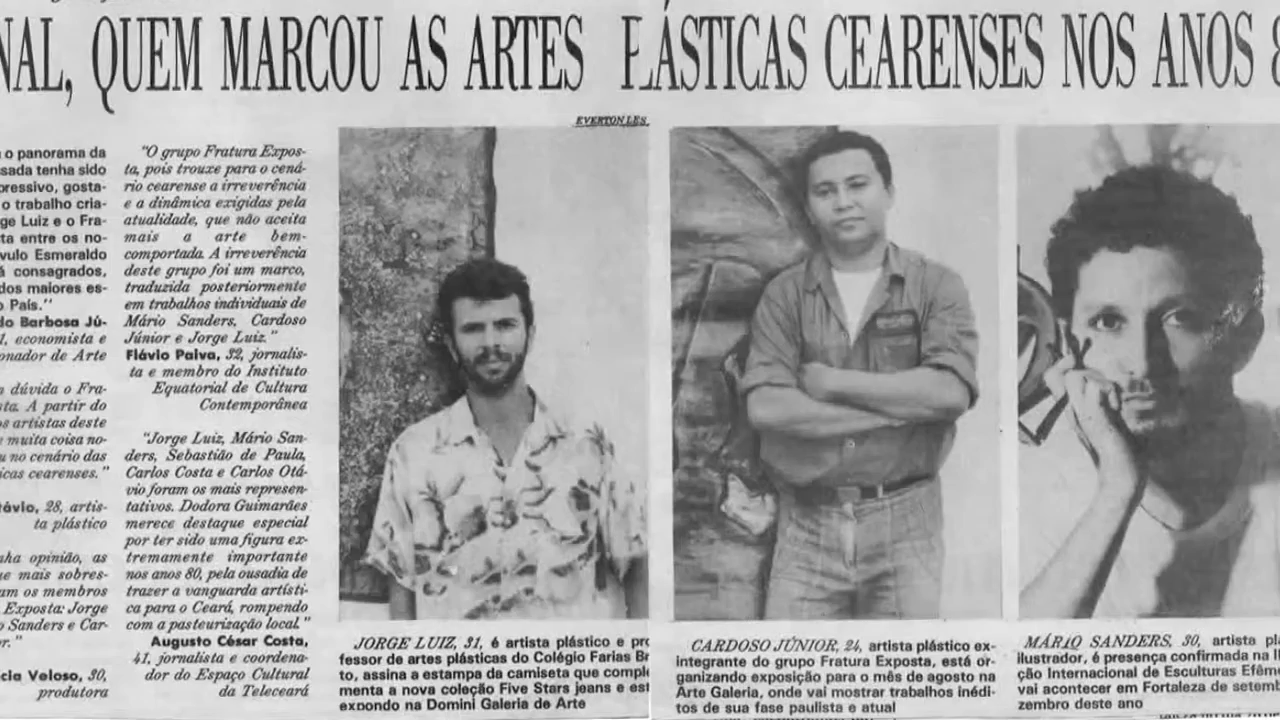 NAL, QUEM MARCOU AS ARTES PLÁSTICAS CEARENSES NOS ANOS 8
EVERTON LES
o panorama da
sada tenha sido
pressivo, gosta-
o trabalho cria-
ge Luiz e o Fra-
ta entre os no-
vulo Esmeraldo
á consagrados,
dos maiores es-
o País."
do Barbosa Jú-
1, economista e
onador de Arte
dúvida o Fra-
sta. A partir do
os artistas deste
muita coisa no-
u no cenário das
icas cearenses."
távio, 28, artis-
ta plástico
nha opinião, as
e mais sobres-
am os membros
Exposta: Jorge
o Sanders e Car-
or."
cia Veloso, 30,
produtora
"O grupo Fratura Expos-
ta, pois trouxe para o cená-
rio cearense a irreverência
e a dinâmica exigidas pela
atualidade, que não aceita
mais a arte bem-
comportada. A irreverência
deste grupo foi um marco,
traduzida posteriormente
em trabalhos individuais de
Mário Sanders, Cardoso
Júnior e Jorge Luiz."
Flávio Paiva, 32, jornalis-
ta e membro do Instituto
Equatorial de Cultura
Contemporânea
"Jorge Luiz, Mário San-
ders, Sebastião de Paula,
Carlos Costa e Carlos Otá-
vio foram os mais represen-
tativos. Dodora Guimarães
merece destaque especial
por ter sido uma figura ex-
tremamente importante
nos anos 80, pela ousadia de
trazer a vanguarda artísti-
ca para o Ceará, rompendo
com a pasteurização local."
Augusto César Costa,
41, jornalista e coordena-
dor do Espaço Cultural
da Teleceará
JORGE LUIZ, 31, é artista plástico e pro
fessor de artes plásticas do Colégio Farias Br
to, assina a estampa da camiseta que compl
menta a nova coleção Five Stars jeans e est
expondo na Domini Galeria de Arte
CARDOSO JÚNIOR, 24, artista plástico ex-
integrante do grupo Fratura Exposta, está or-
ganizando exposição para o mês de agosto na
Arte Galeria, onde vai mostrar trabalhos inédi-
tos de sua fase paulista e atual
MÁRIO SANDERS, 30, artista pl
ilustrador, é presença confirmada na II
ção Internacional de Esculturas Efêm
vai acontecer em Fortaleza de setemb
zembro deste ano